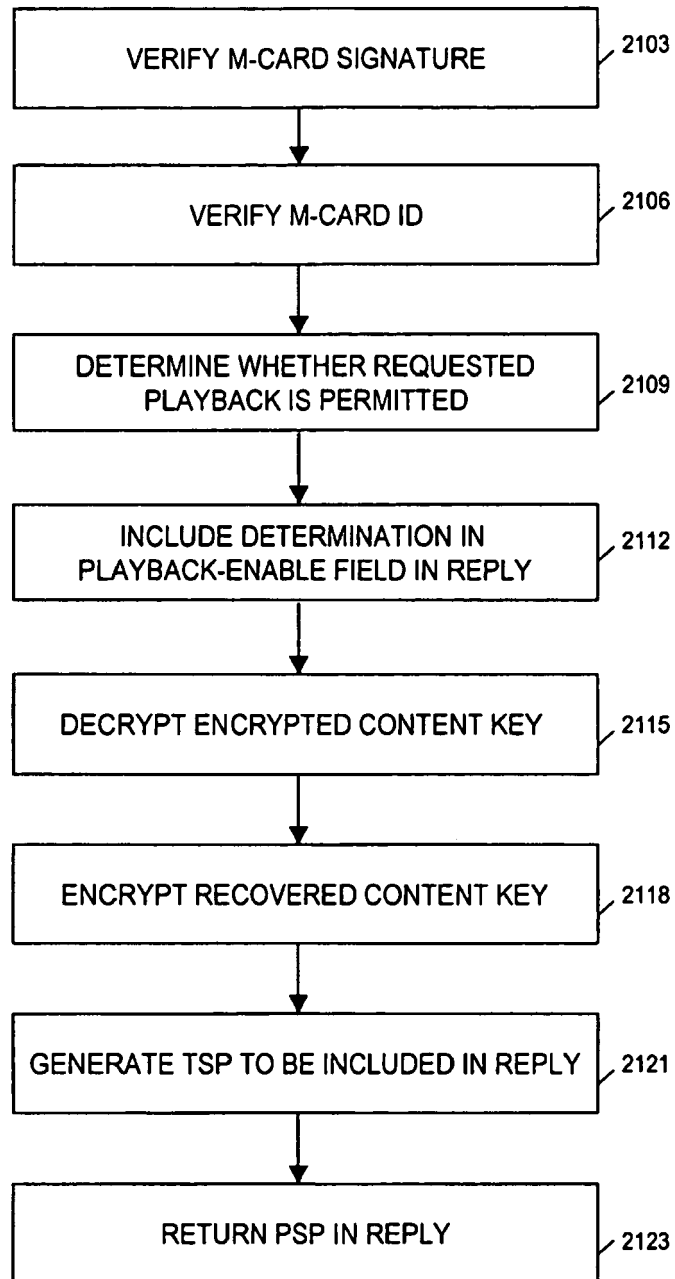 VERIFY M-CARD SIGNATURE
2103
VERIFY M-CARD ID
2106
DETERMINE WHETHER REQUESTED
PLAYBACK IS PERMITTED
2109
INCLUDE DETERMINATION IN
PLAYBACK-ENABLE FIELD IN REPLY
2112
DECRYPT ENCRYPTED CONTENT KEY
2115
ENCRYPT RECOVERED CONTENT KEY
2118
GENERATE TSP TO BE INCLUDED IN REPLY
2121
RETURN PSP IN REPLY
2123